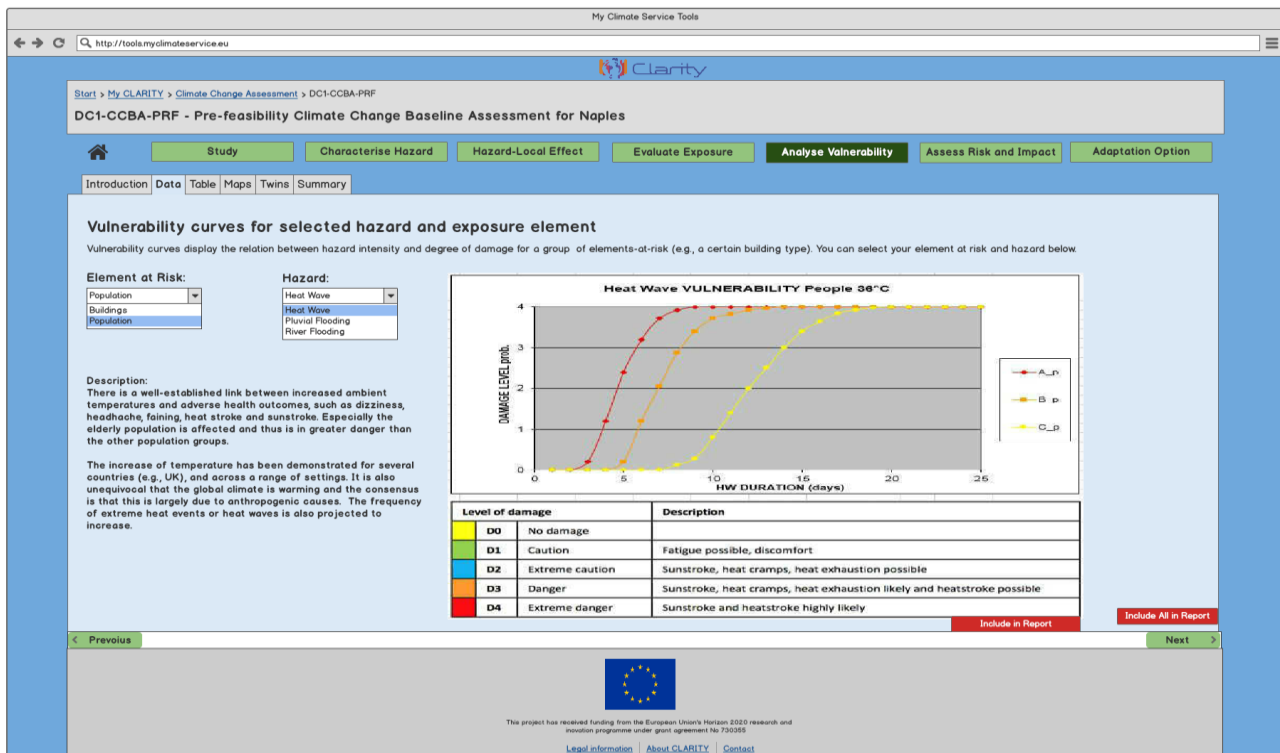 My Climate Service Tools
http://tools.myclimateservice.eu
Clarity
Start > My CLARITY > Climate Change Assessment > DC1-CCBA-PRF
DC1-CCBA-PRF - Pre-feasibility Climate Change Baseline Assessment for Naples
Study Characterise Hazard Hazard-Local Effect Evaluate Exposure Analyse Valnerability Assess Risk and Impact Adaptation Option
Introduction Data Table Maps Twins Summary
Vulnerability curves for selected hazard and exposure element
Vulnerability curves display the relation between hazard intensity and degree of damage for a group of elements-at-risk (e.g., a certain building type). You can select your element at risk and hazard below.
Element at Risk:
Population
Buildings
Population
Hazard:
Heat Wave
Heat Wave
Pluvial Flooding
River Flooding
Description:
There is a well-established link between increased ambient
temperatures and adverse health outcomes, such as dizziness,
headhache, faining, heat stroke and sunstroke. Especially the
elderly population is affected and thus is in greater danger than
the other population groups.
The increase of temperature has been demonstrated for several
countries (e.g., UK), and across a range of settings. It is also
unequivocal that the global climate is warming and the consensus
is that this is largely due to anthropogenic causes. The frequency
of extreme heat events or heat waves is also projected to
increase.
Heat Wave VULNERABILITY People 36°C
DAMAGE LEVEL prob.
4
3
2
1
0
0 5 10 15 20 25
HW DURATION (days)
A_p
B_p
C_p
Level of damage Description
D0 No damage
D1 Caution Fatigue possible, discomfort
D2 Extreme caution Sunstroke, heat cramps, heat exhaustion possible
D3 Danger Sunstroke, heat cramps, heat exhaustion likely and heatstroke possible
D4 Extreme danger Sunstroke and heatstroke highly likely
Include in Report
Include All in Report
< Prevoius
Next >
This project has received funding from the European Union's Horizon 2020 research and
inovation programme under grant agreement No 730355
Legal information | About CLARITY | Contact